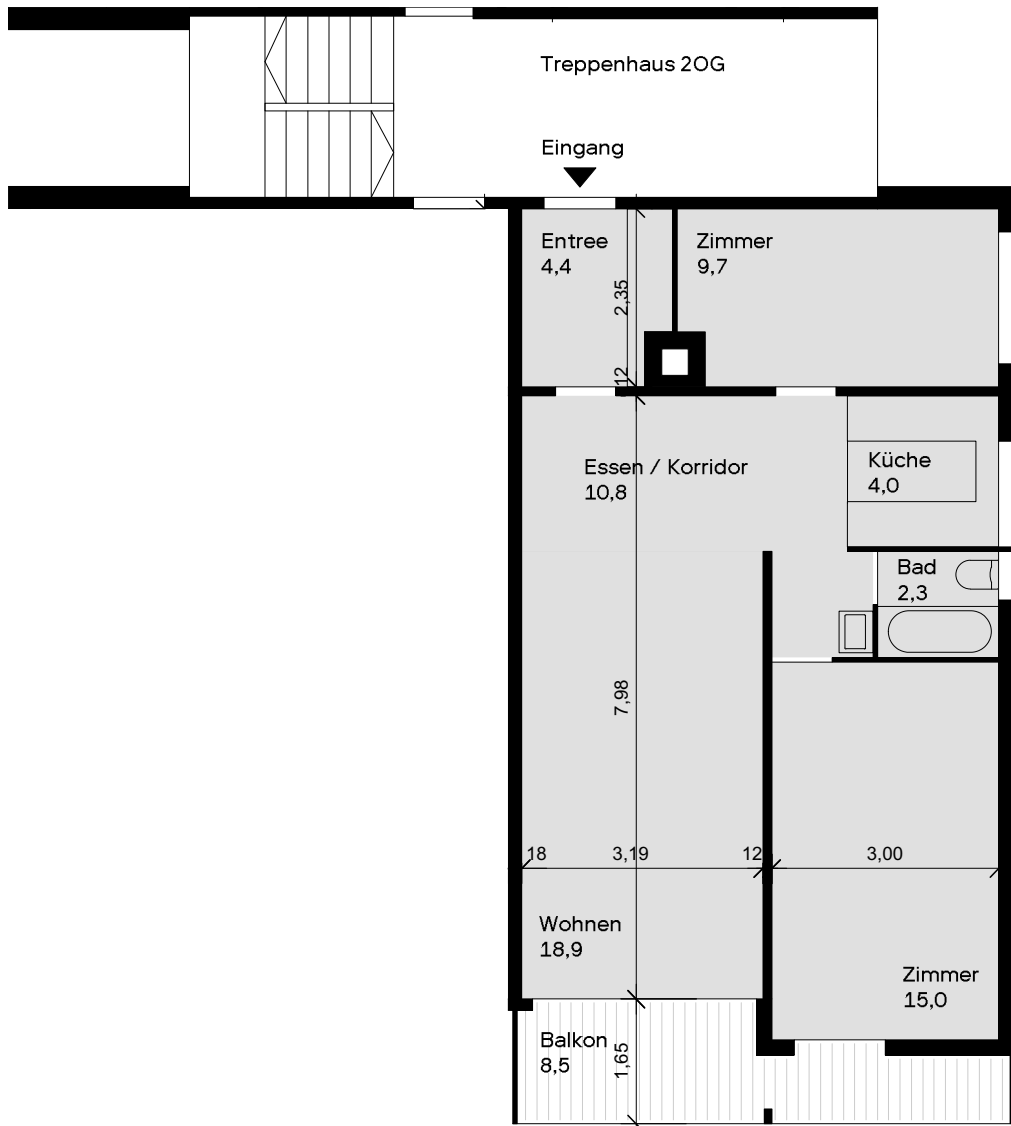 Treppenhaus 2OG
Eingang
Entree
4,4
Zimmer
9,7
2,35
12
Essen / Korridor
10,8
Küche
4,0
Bad
2,3
7,98
18
3,19
12
3,00
Wohnen
18,9
Zimmer
15,0
Balkon
8,5
1,65